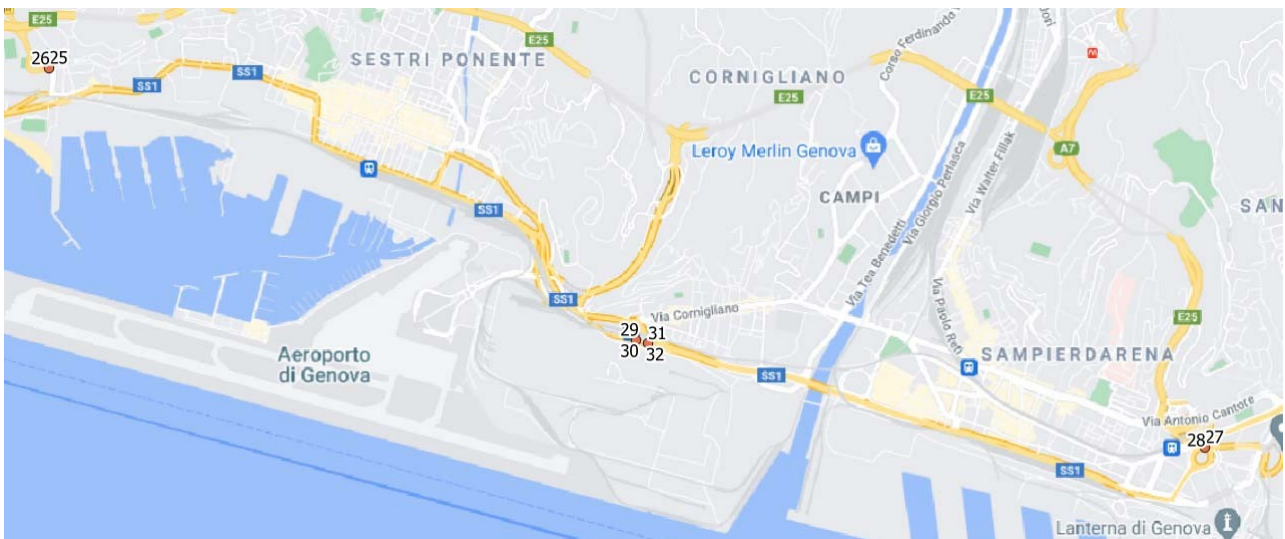 E25
2625
SS1
SS1
SESTRI PONENTE
E25
CORNIGLIANO
E25
Corso Ferdinando
E25
A7
Leroy Merlin Genova
CAMPI
Via Giorgio Perlasca
Via Walter Fillak
SAN
SS1
Via Tea Benedetti
SS1
Via Cornigliano
29
31
30
32
Via Paolo Reti
E25
Aeroporto
di Genova
SS1
SAMPIERDARENA
Via Antonio Cantore
2827
SS1
Lanterna di Genova